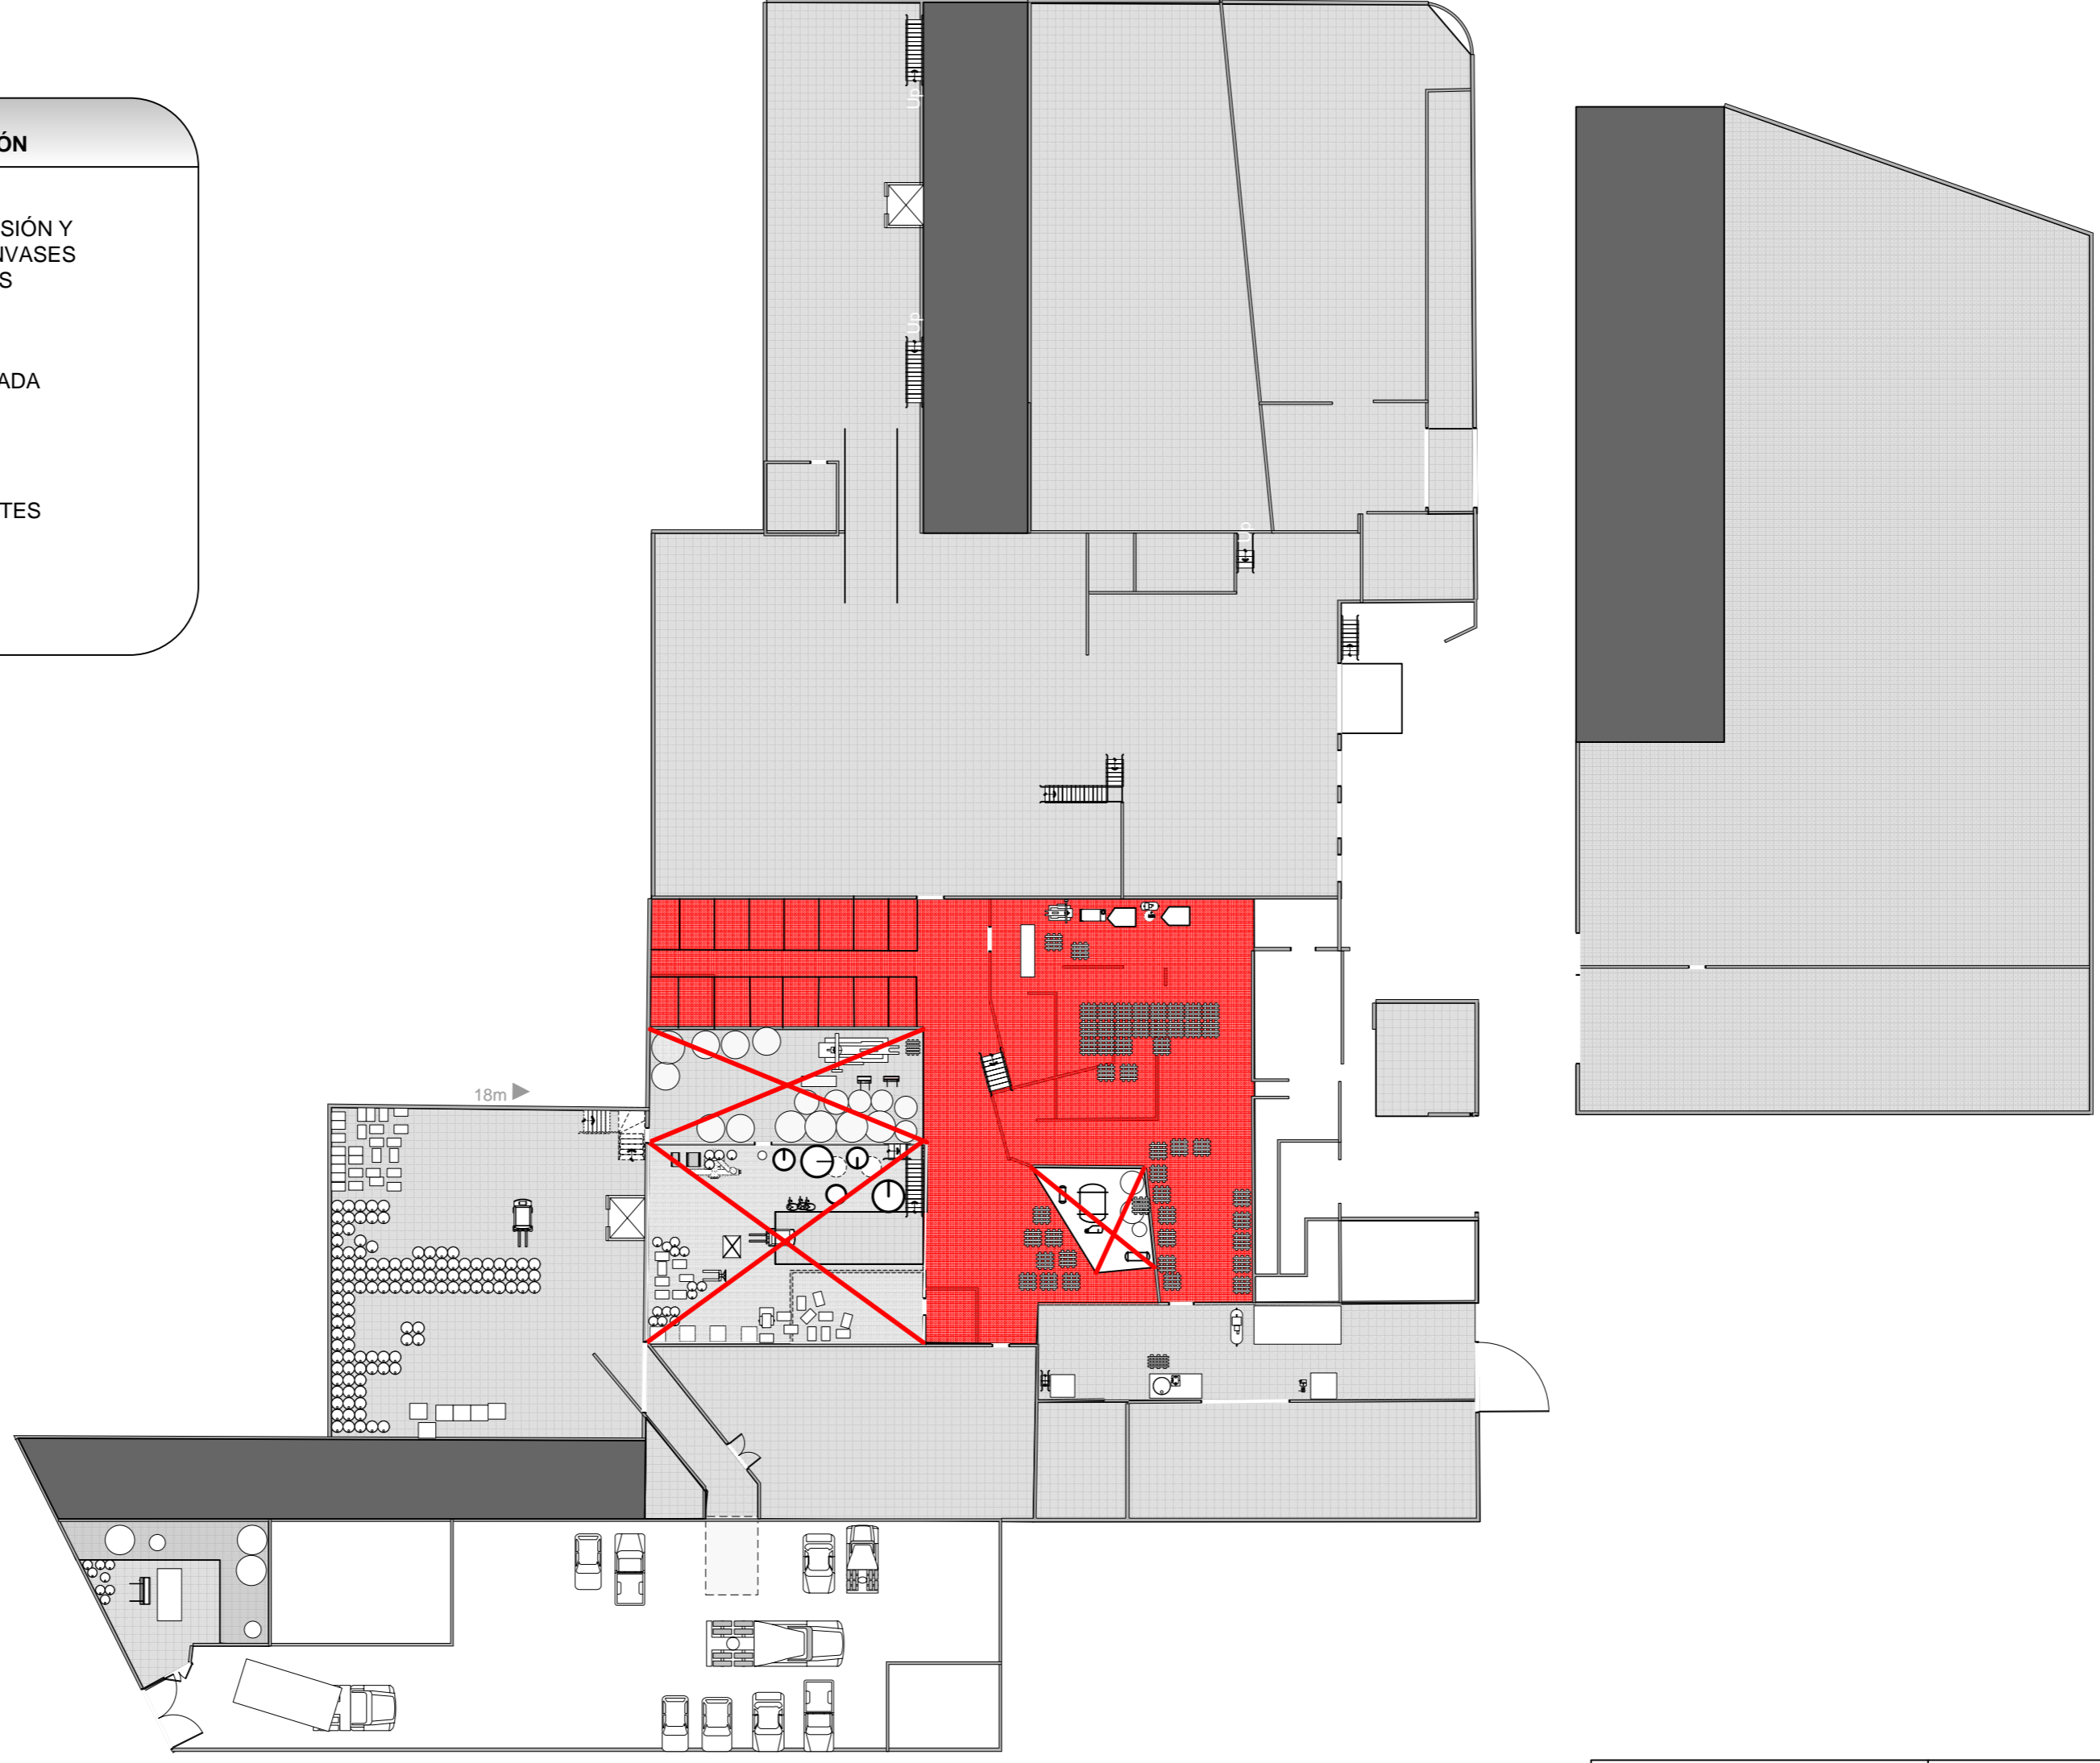 ÓN
SIÓN Y
NVASES
S
ADA
TES
Up
Up
Up
18m